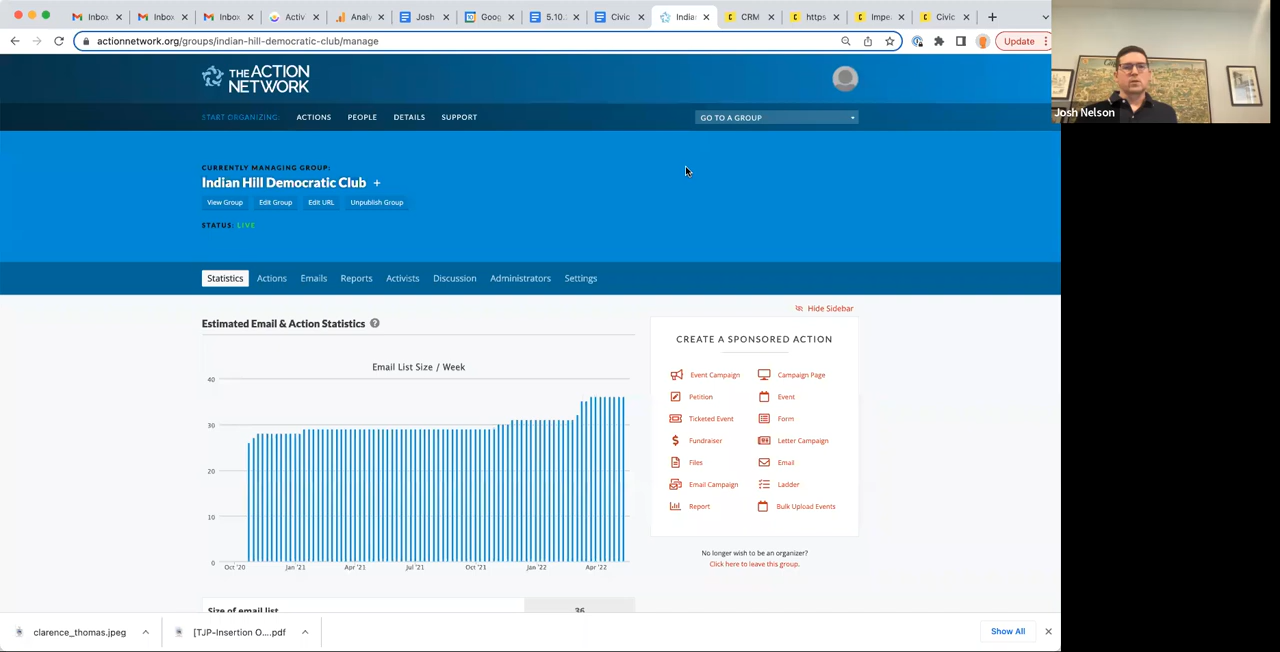 Inbox
Inbox
Inbox
Activ
Analy
Josh
Goog
5.10.
Civic
India
CRM
https
Impe
Civic
actionnetwork.org/groups/indian-hill-democratic-club/manage
Update
THE ACTION
NETWORK
START ORGANIZING: ACTIONS PEOPLE DETAILS SUPPORT
GO TO A GROUP
CURRENTLY MANAGING GROUP:
Indian Hill Democratic Club +
View Group Edit Group Edit URL Unpublish Group
STATUS: LIVE
Statistics Actions Emails Reports Activists Discussion Administrators Settings
Hide Sidebar
Estimated Email & Action Statistics ?
Email List Size / Week
40
30
20
10
0
Oct '20 Jan '21 Apr '21 Jul '21 Oct '21 Jan '22 Apr '22
Size of email list 36
CREATE A SPONSORED ACTION
Event Campaign Campaign Page
Petition Event
Ticketed Event Form
Fundraiser Letter Campaign
Files Email
Email Campaign Ladder
Report Bulk Upload Events
No longer wish to be an organizer?
Click here to leave this group.
clarence_thomas.jpeg
[TJP-Insertion O....pdf
Show All
Josh Nelson